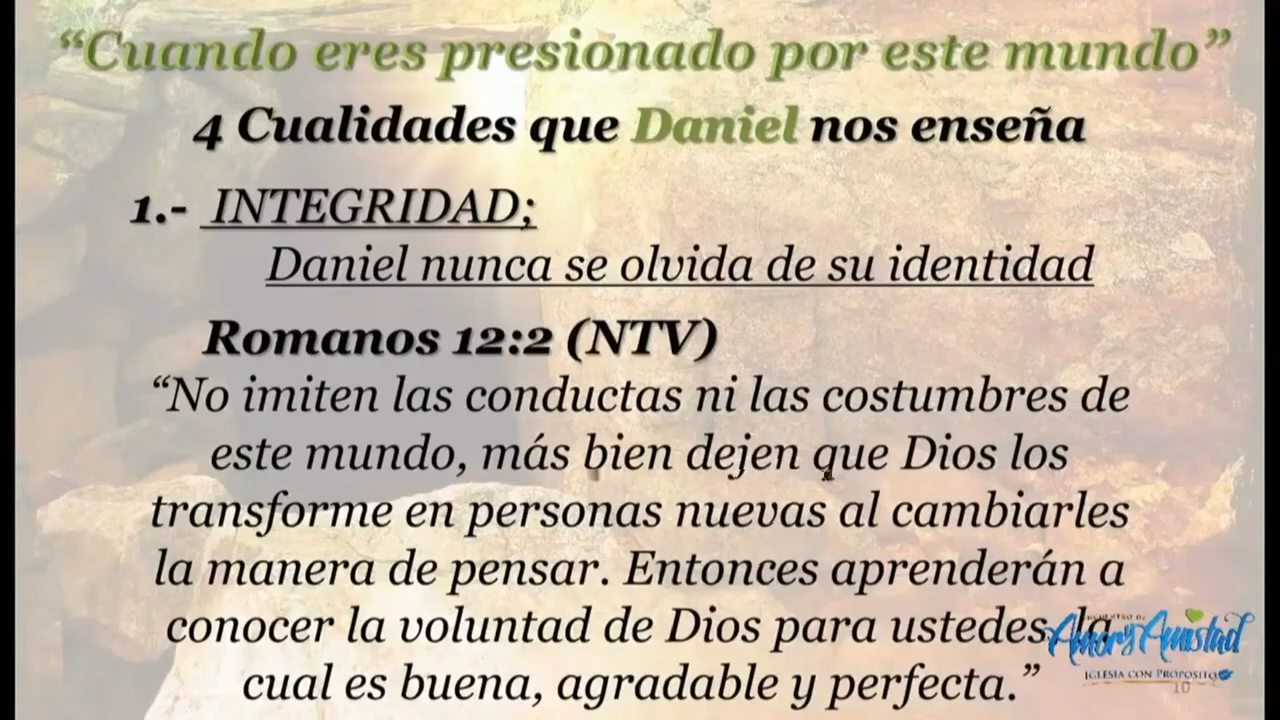 “Cuando eres presionado por este mundo”
4 Cualidades que Daniel nos enseña
1.- INTEGRIDAD;
Daniel nunca se olvida de su identidad
Romanos 12:2 (NTV)
“No imiten las conductas ni las costumbres de
este mundo, más bien dejen que Dios los
transforme en personas nuevas al cambiarles
la manera de pensar. Entonces aprenderán a
conocer la voluntad de Dios para ustedes, la
cual es buena, agradable y perfecta.”
Amor y Amistad
IGLESIA CON PROPOSITO
10